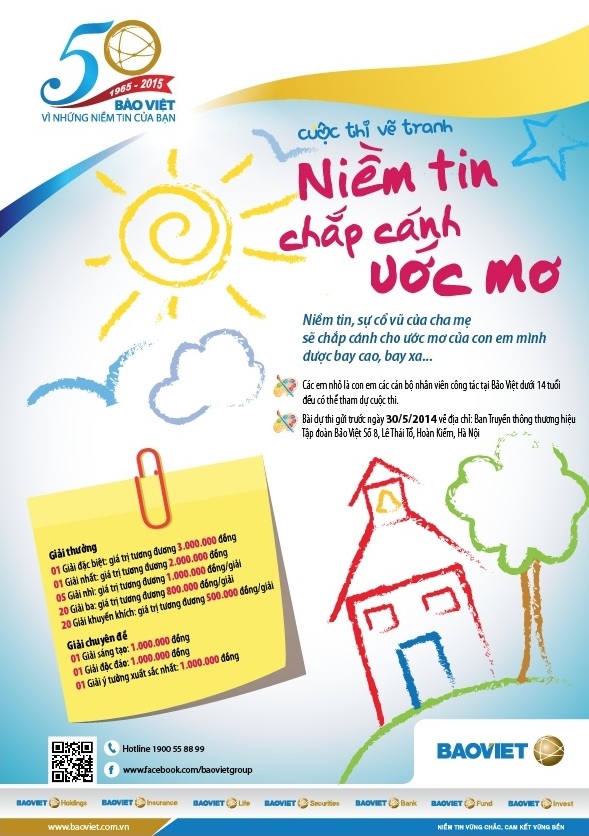 50
1965 - 2015
BẢO VIỆT
VÌ NHỮNG NIỀM TIN CỦA BẠN
cuộc thi vẽ tranh
Niềm tin
chắp cánh
ước mơ
Niềm tin, sự cổ vũ của cha mẹ
sẽ chắp cánh cho ước mơ của con em mình
được bay cao, bay xa...
Các em nhỏ là con em các cán bộ nhân viên công tác tại Bảo Việt dưới 14 tuổi
đều có thể tham dự cuộc thi.
Bài dự thi gửi trước ngày 30/5/2014 về địa chỉ: Ban Truyền thông thương hiệu
Tập đoàn Bảo Việt Số 8, Lê Thái Tổ, Hoàn Kiếm, Hà Nội
Giải thưởng
01 Giải đặc biệt: giá trị tương đương 3.000.000 đồng
01 Giải nhất: giá trị tương đương 2.000.000 đồng
05 Giải nhì: giá trị tương đương 1.000.000 đồng/giải
20 Giải ba: giá trị tương đương 800.000 đồng/giải
20 Giải khuyến khích: giá trị tương đương 500.000 đồng/giải
Giải chuyên đề
01 Giải sáng tạo: 1.000.000 đồng
01 Giải độc đáo: 1.000.000 đồng
01 Giải ý tưởng xuất sắc nhất: 1.000.000 đồng
Hotline 1900 55 88 99
www.facebook.com/baovietgroup
BAOVIET
BAOVIET Holdings BAOVIET Insurance BAOVIET Life BAOVIET Securities BAOVIET Bank BAOVIET Fund BAOVIET Invest
www.baoviet.com.vn
NIỀM TIN VỮNG CHẮC, CAM KẾT VỮNG BỀN